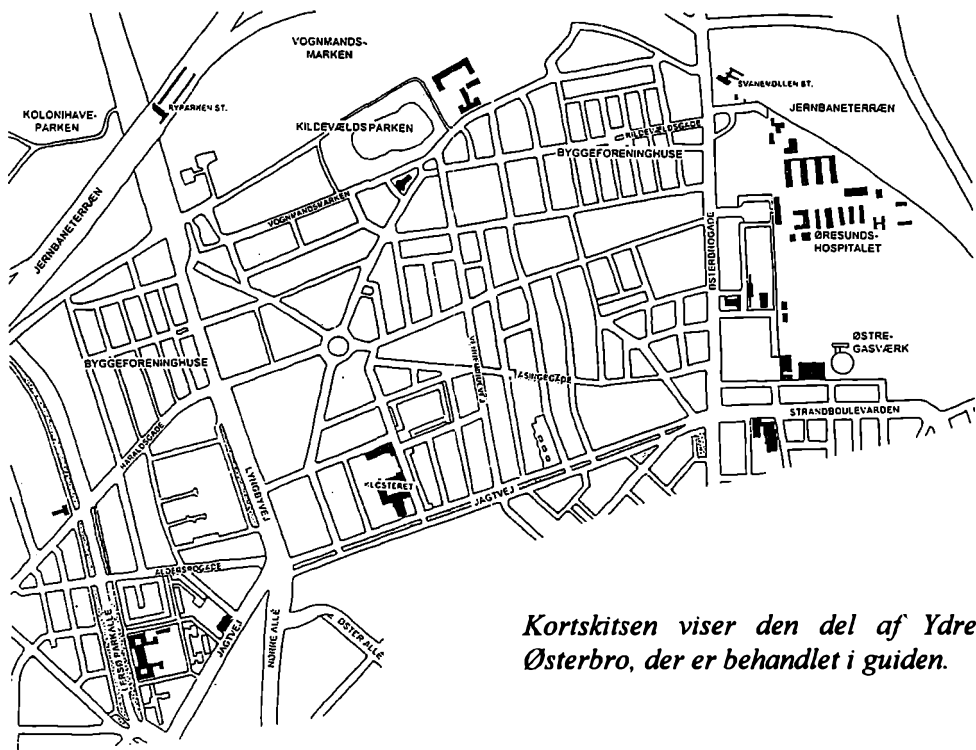 VOGNMANDS-
MARKEN
SVANEMØLLEN ST.
KOLONIHAVE-
PARKEN
RYPARKEN ST.
JERNBANETERRÆN
KILDEVÆLDSPARKEN
KILDEVÆLDSGADE
BYGGEFORENINGHUSE
VOGNMANDSMARKEN
JERNBANETERRÆN
ØSTERBROGADE
ØRESUNDS-
HOSPITALET
BYGGEFORENINGHUSE
ØSTRE-
GASVÆRK
ASINGEGADE
STRANDBOULEVARDEN
HARALDSGADE
LYNGBYVEJ
KLOSTERET
JAGTVEJ
ALDERSROGADE
LERSØ PARKALLÉ
JAGTVEJ
NØRRE ALLÉ
ØSTER ALLÉ
Kortskitsen viser den del af Ydre
Østerbro, der er behandlet i guiden.